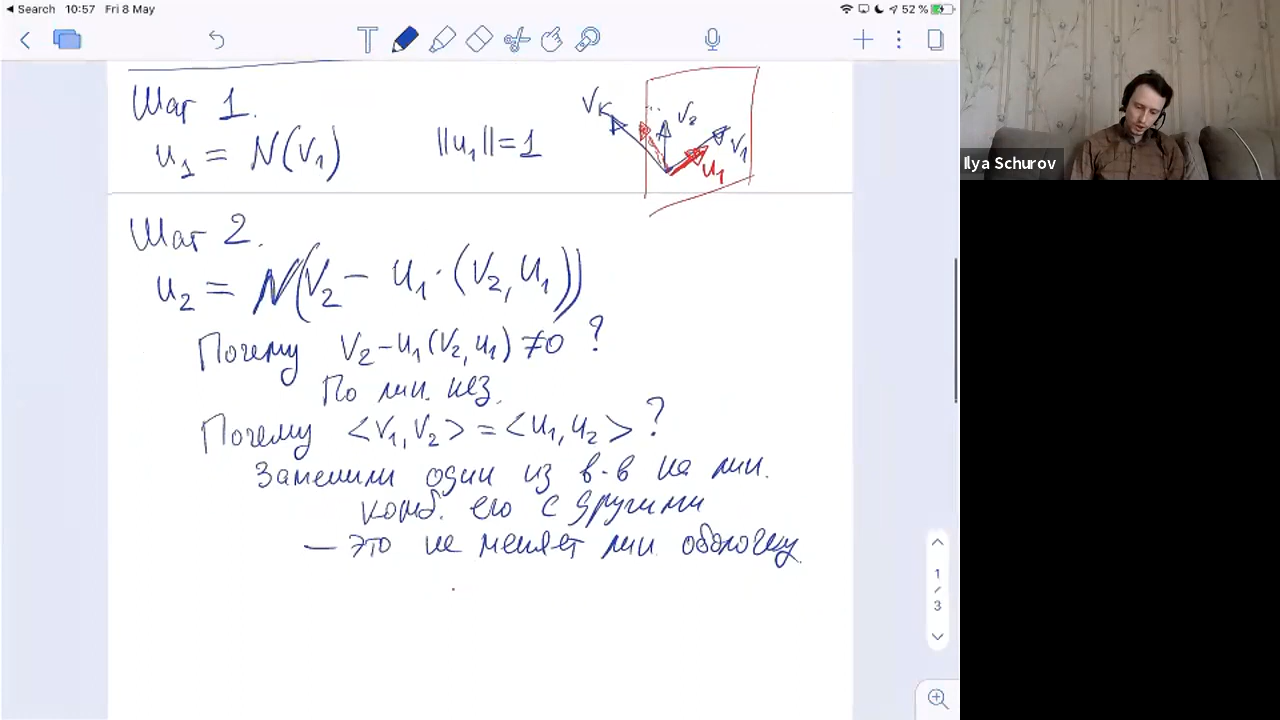 Search 10:57 Fri 8 May 52 %
Ilya Schurov
Шаг 1.
u₁ = N(v₁) ||u₁||=1
Vк ... V₂ V₁ u₁
Шаг 2.
u₂ = N(V₂ − u₁·(V₂, u₁))
Почему V₂−u₁(V₂, u₁) ≠0 ?
По лин. нез.
Почему <V₁, V₂> = <u₁, u₂> ?
Заменили один из в-в на лин.
комб. его с другими
— это не меняет лин. оболочку.
1
/
3